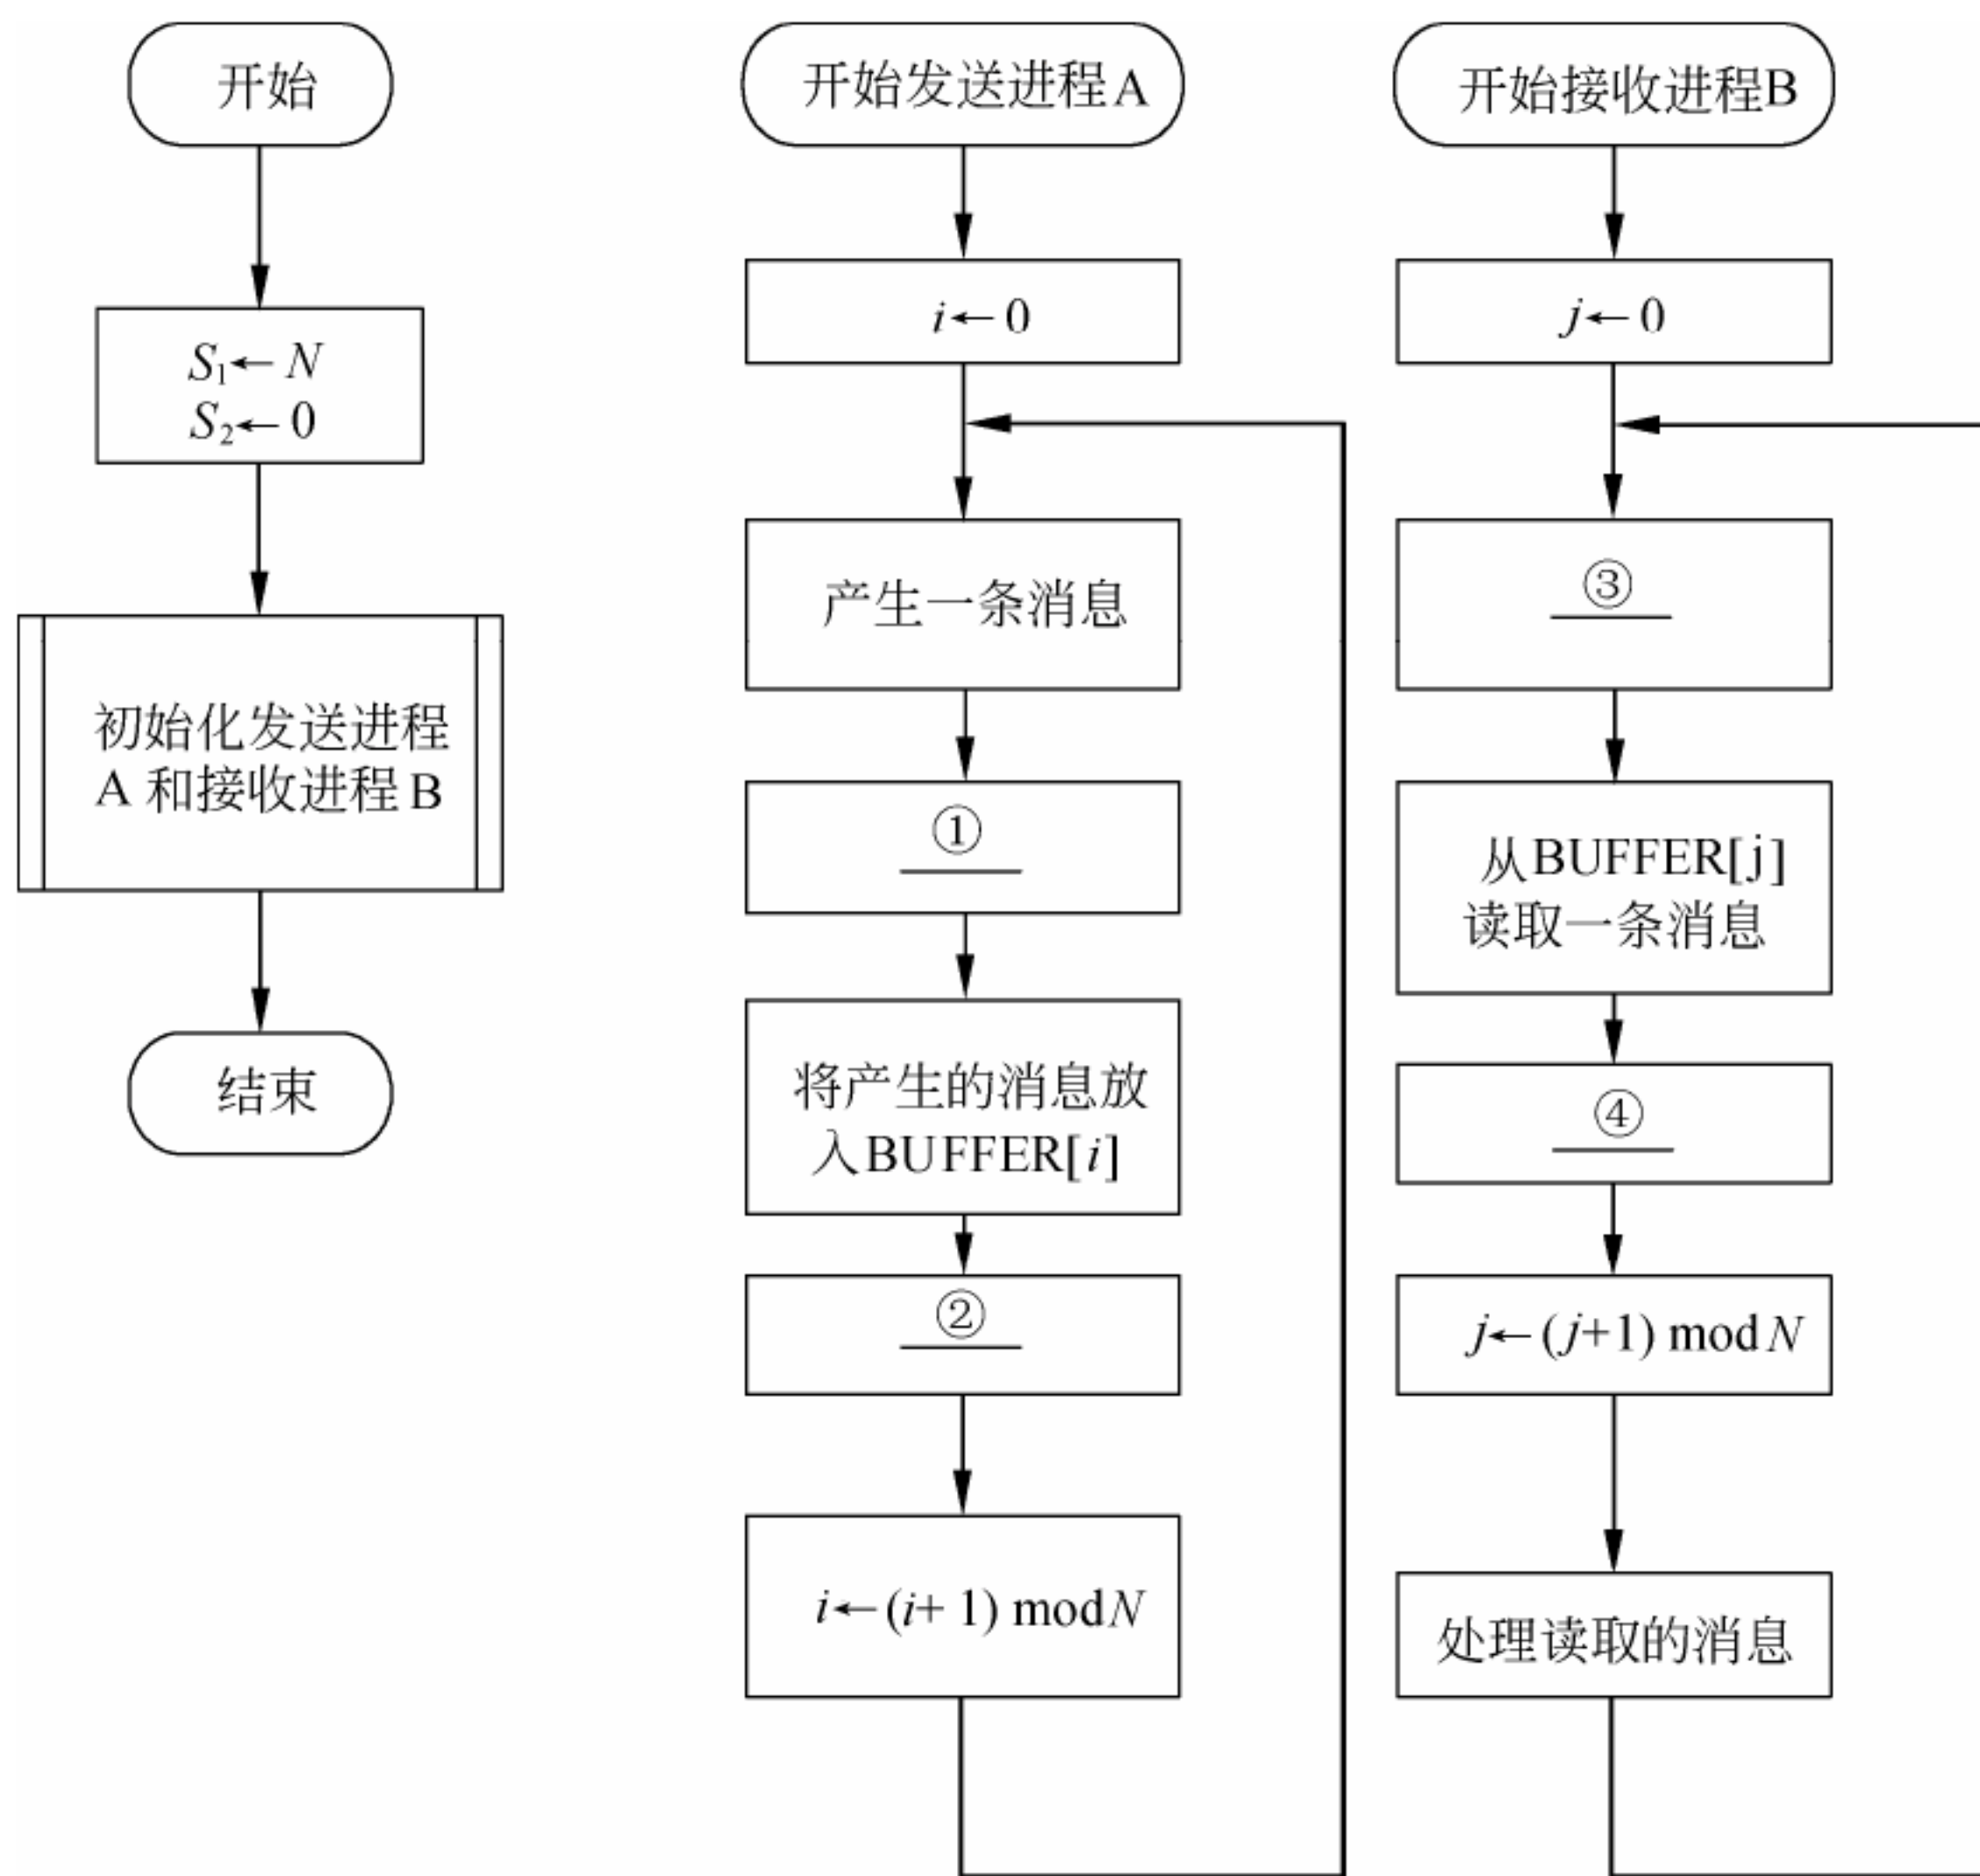 开始
S₁←N
S₂←0
初始化发送进程
A 和接收进程 B
结束
开始发送进程A
i←0
产生一条消息
①
将产生的消息放
入BUFFER[i]
②
i←(i+ 1) mod N
开始接收进程B
j←0
③
从BUFFER[j]
读取一条消息
④
j←(j+1) mod N
处理读取的消息